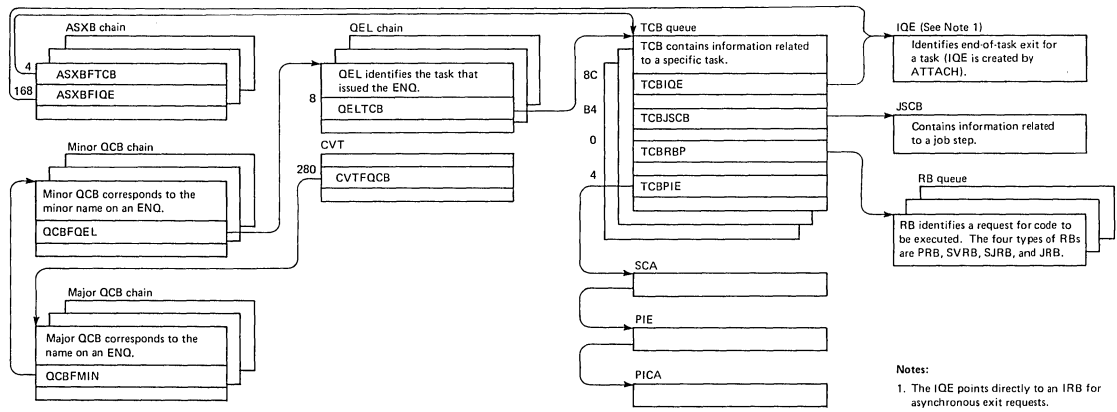 ASXB chain
4
ASXBFTCB
168
ASXBFIQE
Minor QCB chain
Minor QCB corresponds to the
minor name on an ENQ.
QCBFQEL
Major QCB chain
Major QCB corresponds to the
name on an ENQ.
QCBFMIN
QEL chain
QEL identifies the task that
issued the ENQ.
8
QELTCB
CVT
280
CVTFQCB
TCB queue
TCB contains information related
to a specific task.
8C
TCBIQE
B4
TCBJSCB
0
TCBRBP
4
TCBPIE
SCA
PIE
PICA
IQE (See Note 1)
Identifies end-of-task exit for
a task (IQE is created by
ATTACH).
JSCB
Contains information related
to a job step.
RB queue
RB identifies a request for code to
be executed. The four types of RBs
are PRB, SVRB, SJRB, and JRB.
Notes:
1. The IQE points directly to an IRB for
asynchronous exit requests.